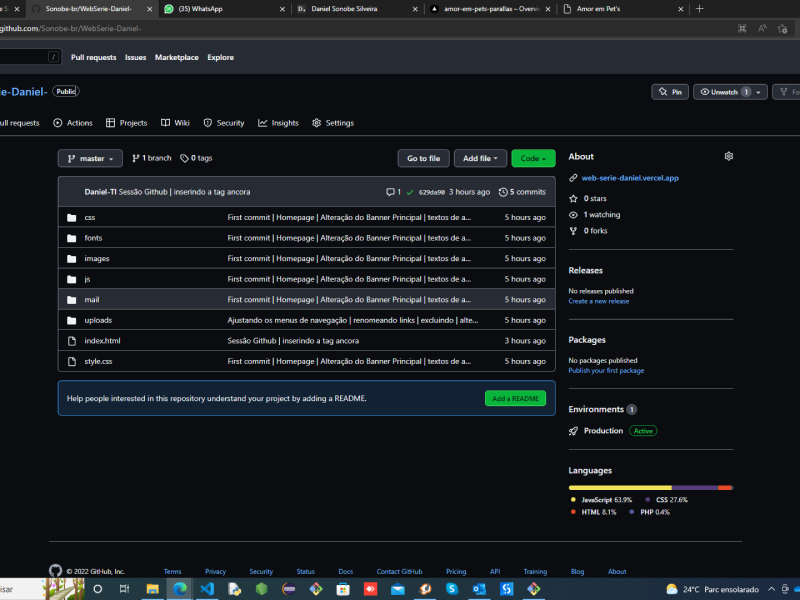 Sonobe-br/WebSerie-Daniel-
(35) WhatsApp
Daniel Sonobe Silveira
amor-em-pets-parallax – Overv
Amor em Pet's
github.com/Sonobe-br/WebSerie-Daniel-
/ Pull requests Issues Marketplace Explore
ie-Daniel- Public
Pin Unwatch 1 Fo
ull requests Actions Projects Wiki Security Insights Settings
master 1 branch 0 tags Go to file Add file Code
Daniel-TI Sessão Github | inserindo a tag ancora 1 629da90 3 hours ago 5 commits
css First commit | Homepage | Alteração do Banner Principal | textos de a... 5 hours ago
fonts First commit | Homepage | Alteração do Banner Principal | textos de a... 5 hours ago
images First commit | Homepage | Alteração do Banner Principal | textos de a... 5 hours ago
js First commit | Homepage | Alteração do Banner Principal | textos de a... 5 hours ago
mail First commit | Homepage | Alteração do Banner Principal | textos de a... 5 hours ago
uploads Ajustando os menus de navegação | renomeando links | excluindo | alte... 5 hours ago
index.html Sessão Github | inserindo a tag ancora 3 hours ago
style.css First commit | Homepage | Alteração do Banner Principal | textos de a... 5 hours ago
Help people interested in this repository understand your project by adding a README. Add a README
About
web-serie-daniel.vercel.app
0 stars
1 watching
0 forks
Releases
No releases published
Create a new release
Packages
No packages published
Publish your first package
Environments 1
Production Active
Languages
JavaScript 63.9% CSS 27.6%
HTML 8.1% PHP 0.4%
© 2022 GitHub, Inc. Terms Privacy Security Status Docs Contact GitHub Pricing API Training Blog About
isar
24°C Parc ensolarado